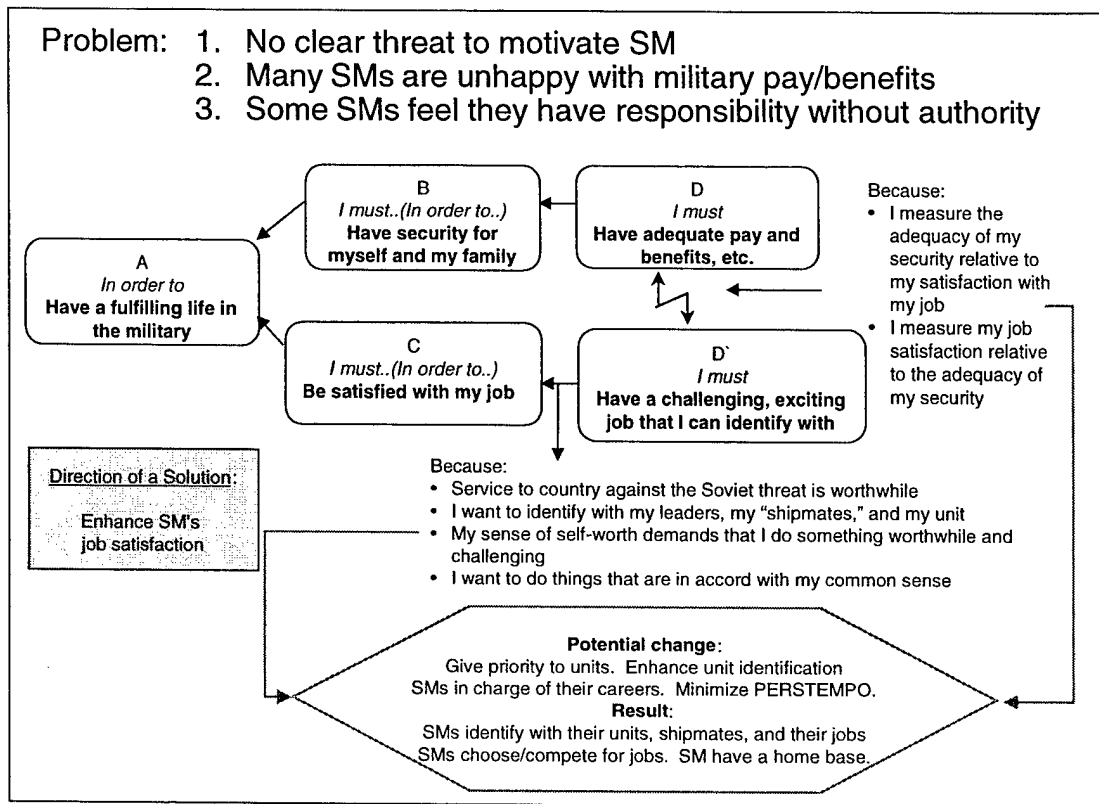 Problem: 1. No clear threat to motivate SM
2. Many SMs are unhappy with military pay/benefits
3. Some SMs feel they have responsibility without authority
A
In order to
Have a fulfilling life in
the military
B
I must..(In order to..)
Have security for
myself and my family
D
I must
Have adequate pay and
benefits, etc.
Because:
• I measure the
adequacy of my
security relative to
my satisfaction with
my job
• I measure my job
satisfaction relative
to the adequacy of
my security
C
I must..(In order to..)
Be satisfied with my job
D`
I must
Have a challenging, exciting
job that I can identify with
Direction of a Solution:
Enhance SM's
job satisfaction
Because:
• Service to country against the Soviet threat is worthwhile
• I want to identify with my leaders, my “shipmates,” and my unit
• My sense of self-worth demands that I do something worthwhile and
challenging
• I want to do things that are in accord with my common sense
Potential change:
Give priority to units. Enhance unit identification
SMs in charge of their careers. Minimize PERSTEMPO.
Result:
SMs identify with their units, shipmates, and their jobs
SMs choose/compete for jobs. SM have a home base.